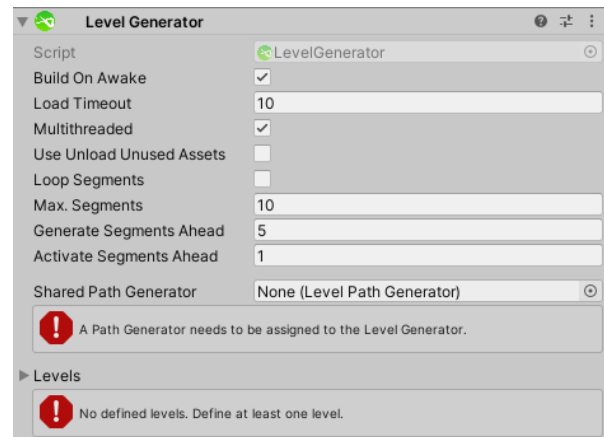 Level Generator
Script LevelGenerator
Build On Awake
Load Timeout 10
Multithreaded
Use Unload Unused Assets
Loop Segments
Max. Segments 10
Generate Segments Ahead 5
Activate Segments Ahead 1
Shared Path Generator None (Level Path Generator)
A Path Generator needs to be assigned to the Level Generator.
Levels
No defined levels. Define at least one level.